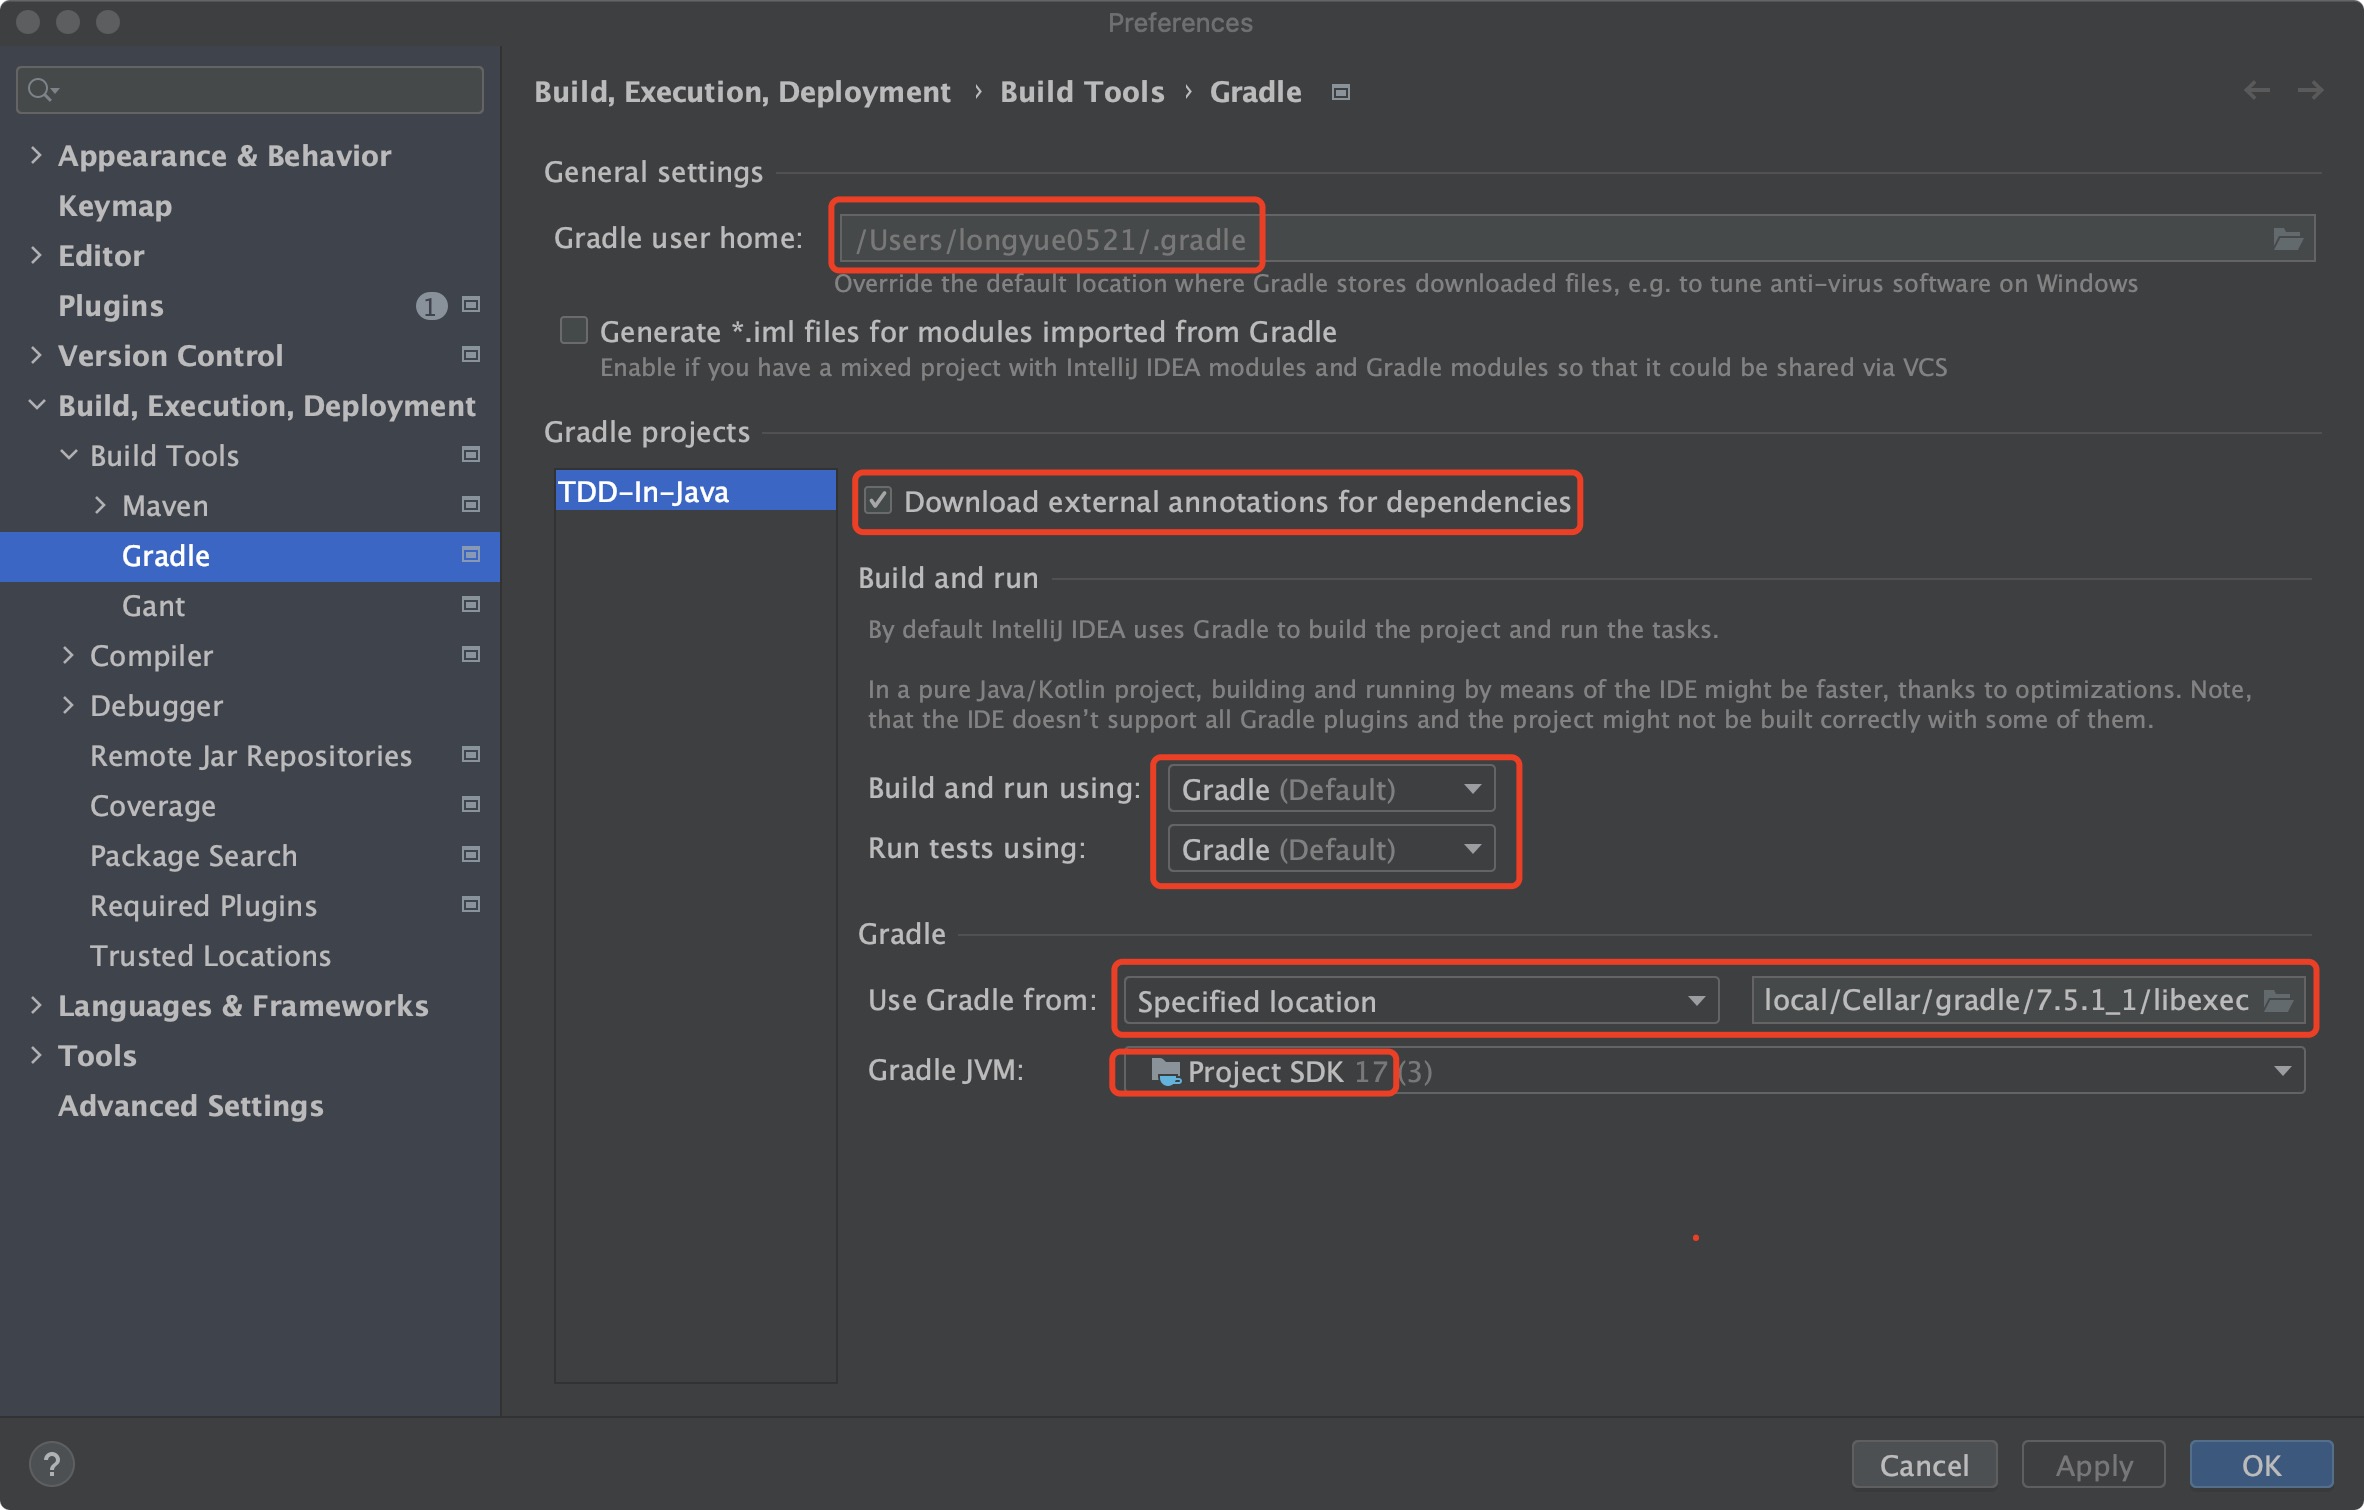 Preferences
Appearance & Behavior
Keymap
Editor
Plugins 1
Version Control
Build, Execution, Deployment
Build Tools
Maven
Gradle
Gant
Compiler
Debugger
Remote Jar Repositories
Coverage
Package Search
Required Plugins
Trusted Locations
Languages & Frameworks
Tools
Advanced Settings
Build, Execution, Deployment › Build Tools › Gradle
General settings
Gradle user home: /Users/longyue0521/.gradle
Override the default location where Gradle stores downloaded files, e.g. to tune anti-virus software on Windows
Generate *.iml files for modules imported from Gradle
Enable if you have a mixed project with IntelliJ IDEA modules and Gradle modules so that it could be shared via VCS
Gradle projects
TDD-In-Java
Download external annotations for dependencies
Build and run
By default IntelliJ IDEA uses Gradle to build the project and run the tasks.
In a pure Java/Kotlin project, building and running by means of the IDE might be faster, thanks to optimizations. Note,
that the IDE doesn't support all Gradle plugins and the project might not be built correctly with some of them.
Build and run using: Gradle (Default)
Run tests using: Gradle (Default)
Gradle
Use Gradle from: Specified location local/Cellar/gradle/7.5.1_1/libexec
Gradle JVM: Project SDK 17 (3)
? Cancel Apply OK